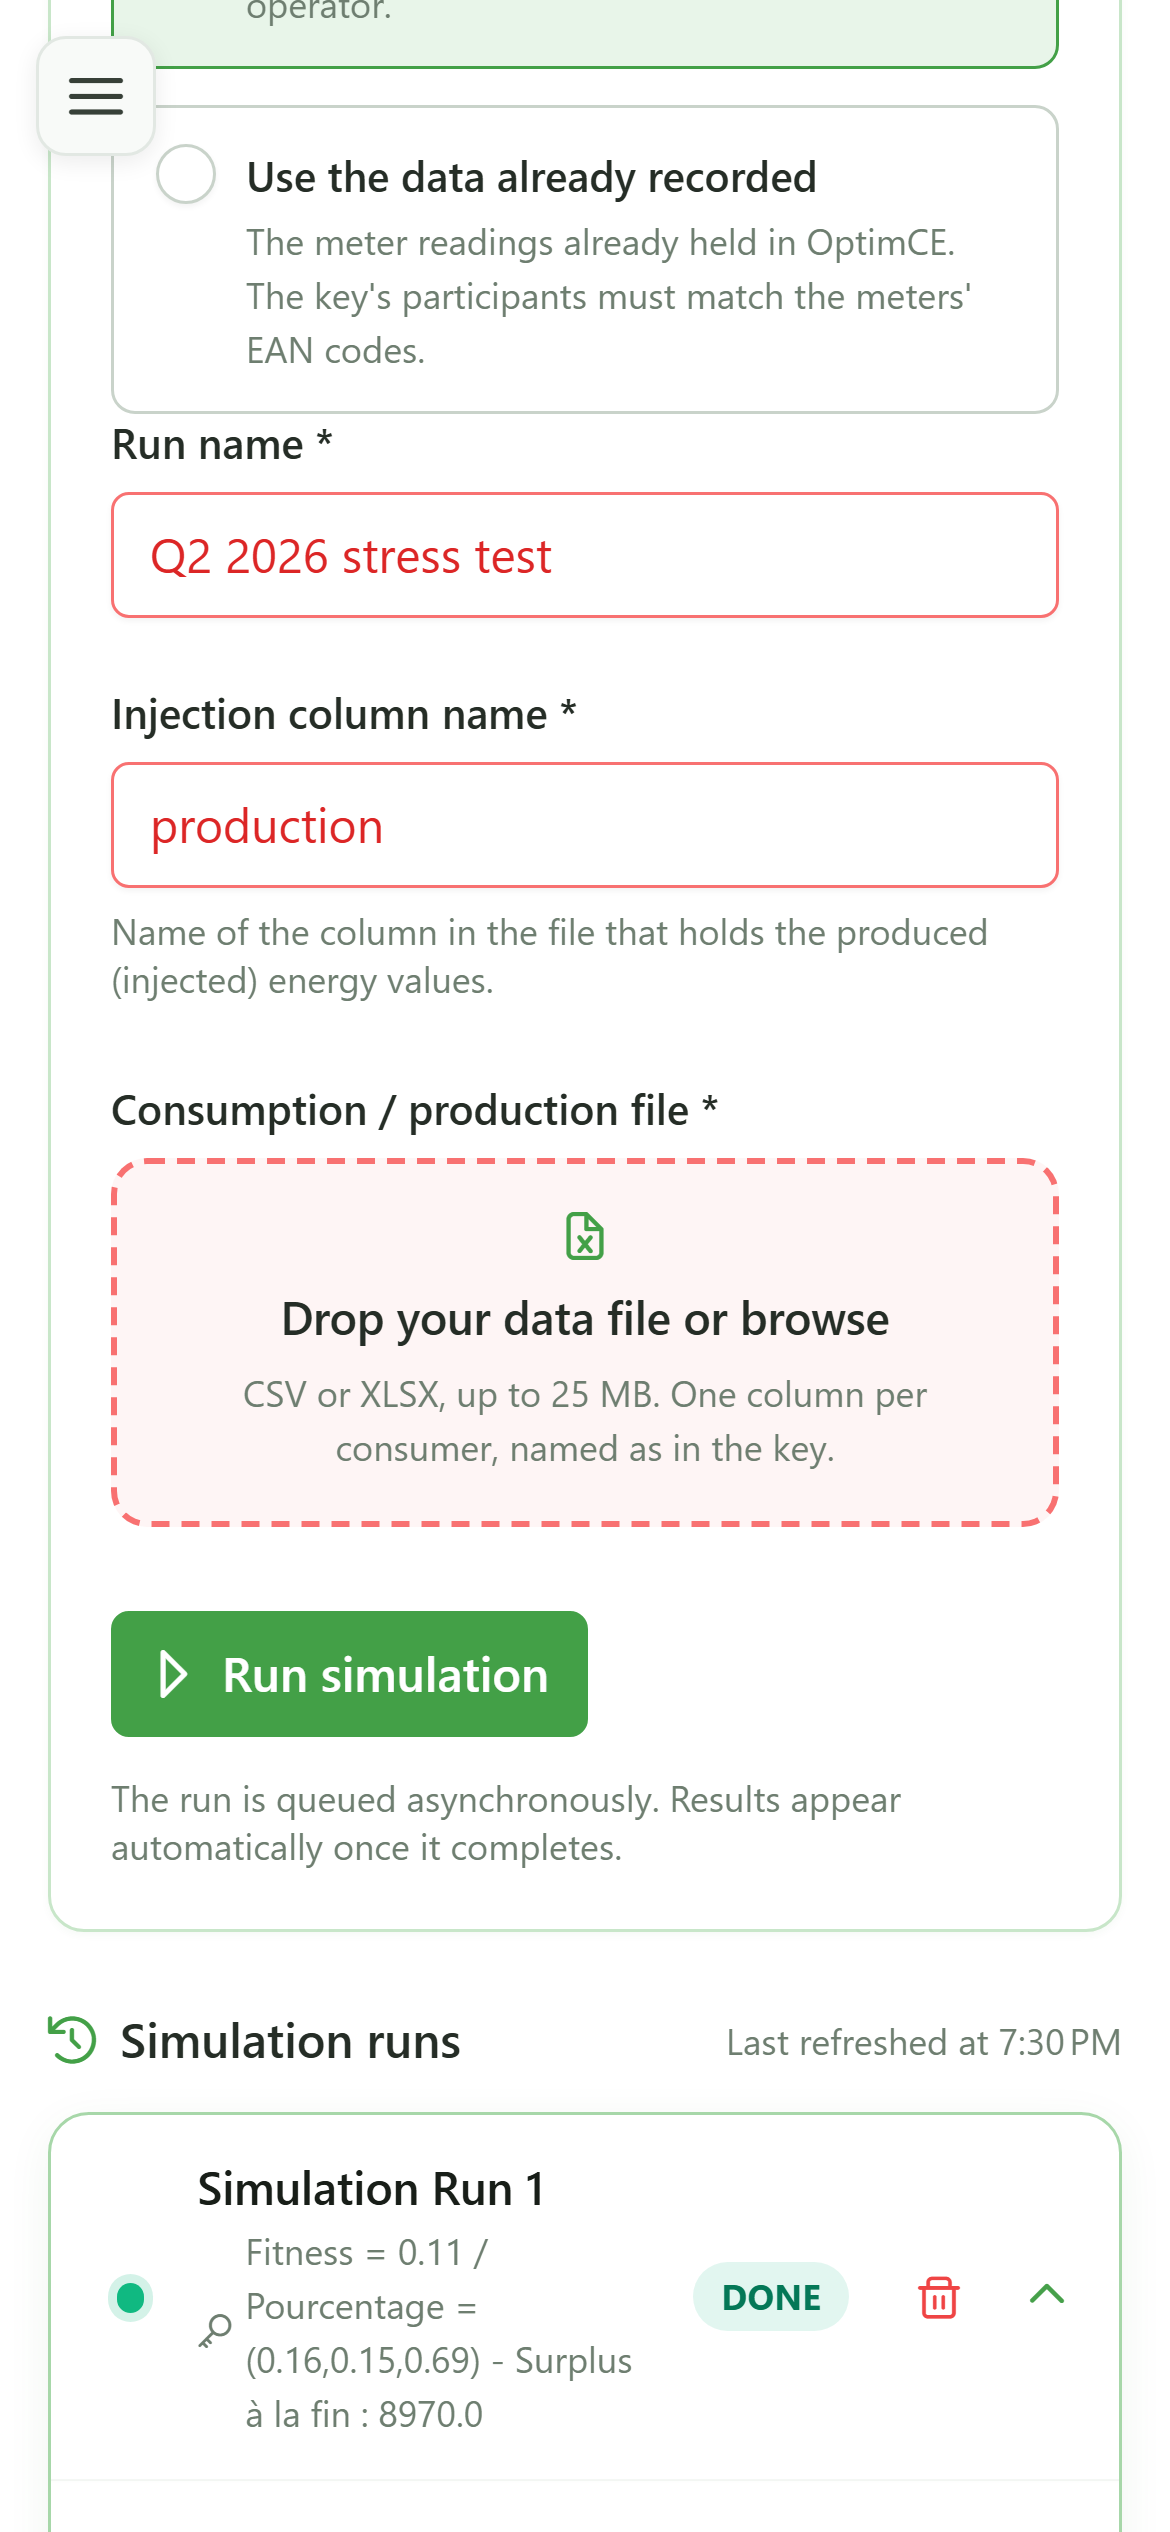 operator.
Use the data already recorded
The meter readings already held in OptimCE.
The key's participants must match the meters'
EAN codes.
Run name *
Q2 2026 stress test
Injection column name *
production
Name of the column in the file that holds the produced
(injected) energy values.
Consumption / production file *
Drop your data file or browse
CSV or XLSX, up to 25 MB. One column per
consumer, named as in the key.
Run simulation
The run is queued asynchronously. Results appear
automatically once it completes.
Simulation runs
Last refreshed at 7:30 PM
Simulation Run 1
Fitness = 0.11 /
Pourcentage =
(0.16,0.15,0.69) - Surplus
à la fin : 8970.0
DONE